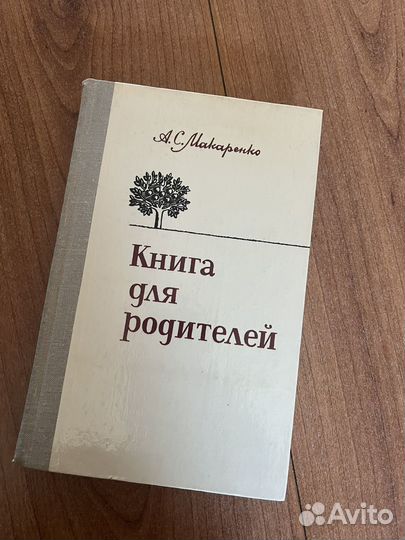 А.С.Макаренко
Книга
для
родителей
Avito